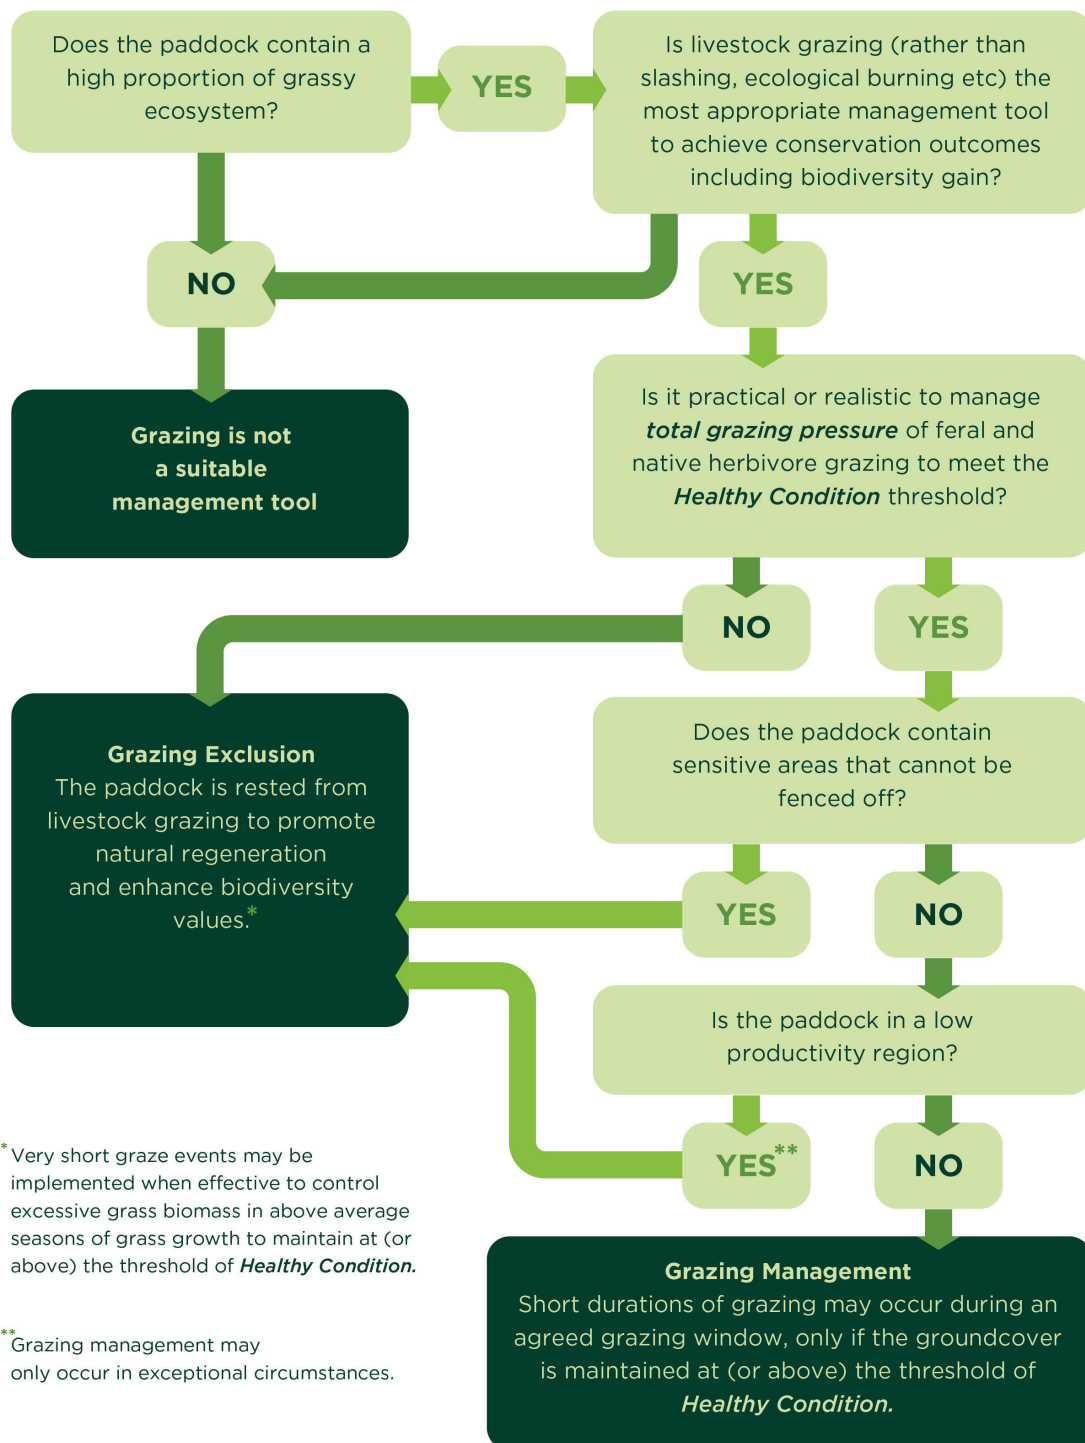 Does the paddock contain a
high proportion of grassy
ecosystem?
YES
Is livestock grazing (rather than
slashing, ecological burning etc) the
most appropriate management tool
to achieve conservation outcomes
including biodiversity gain?
NO
YES
Grazing is not
a suitable
management tool
Is it practical or realistic to manage
total grazing pressure of feral and
native herbivore grazing to meet the
Healthy Condition threshold?
NO
YES
Grazing Exclusion
The paddock is rested from
livestock grazing to promote
natural regeneration
and enhance biodiversity
values.*
Does the paddock contain
sensitive areas that cannot be
fenced off?
YES
NO
Is the paddock in a low
productivity region?
YES**
NO
*Very short graze events may be
implemented when effective to control
excessive grass biomass in above average
seasons of grass growth to maintain at (or
above) the threshold of Healthy Condition.
**Grazing management may
only occur in exceptional circumstances.
Grazing Management
Short durations of grazing may occur during an
agreed grazing window, only if the groundcover
is maintained at (or above) the threshold of
Healthy Condition.